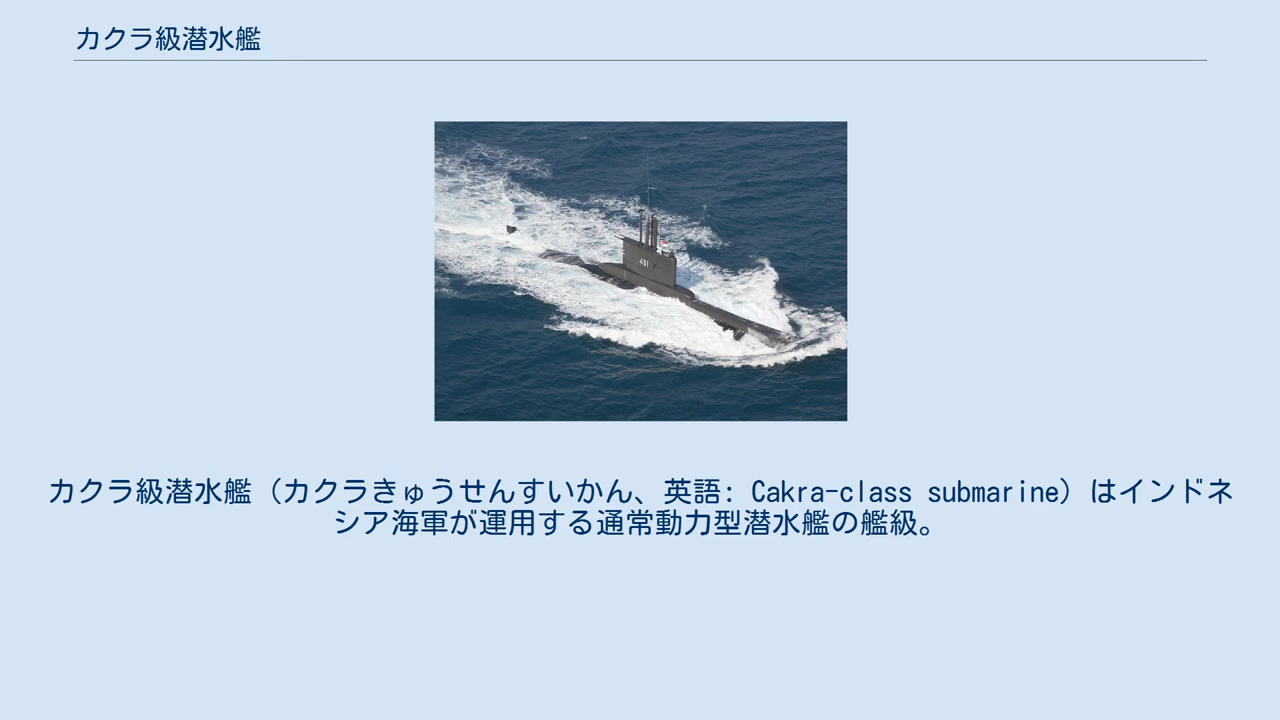 カクラ級潜水艦
401
カクラ級潜水艦（カクラきゅうせんすいかん、英語: Cakra-class submarine）はインドネ
シア海軍が運用する通常動力型潜水艦の艦級。